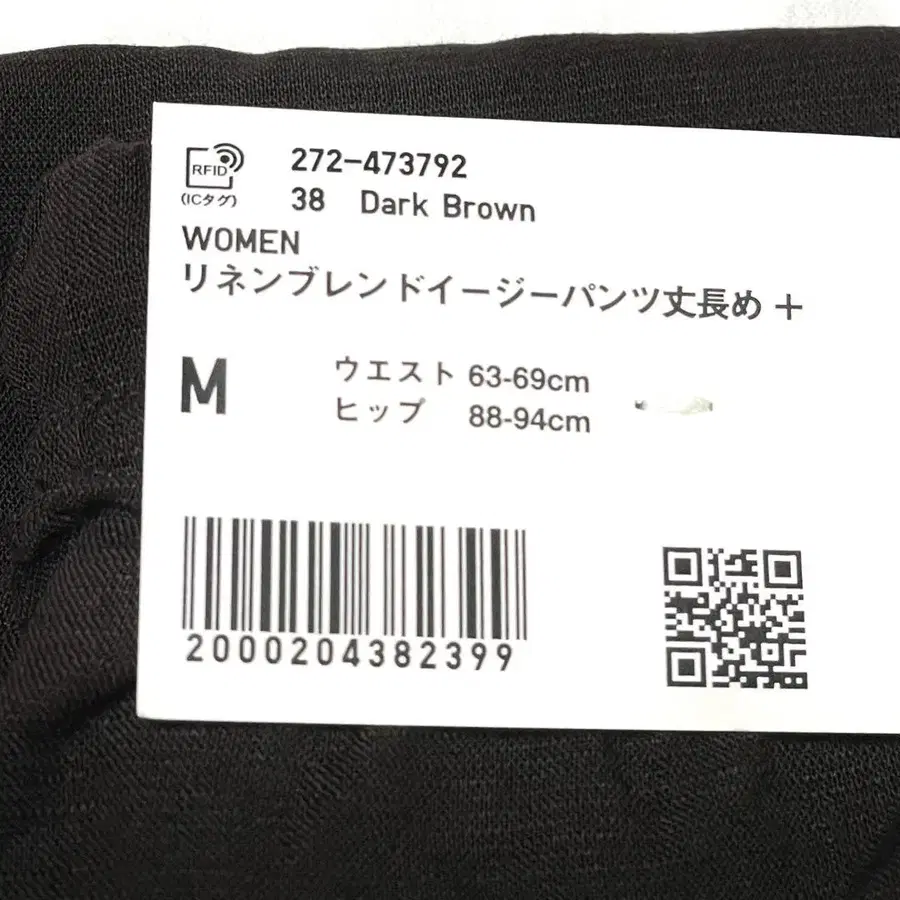 RFID
(ICタグ)
272-473792
38 Dark Brown
WOMEN
リネンブレンドイージーパンツ丈長め +
M
ウエスト 63-69cm
ヒップ 88-94cm
2000204382399